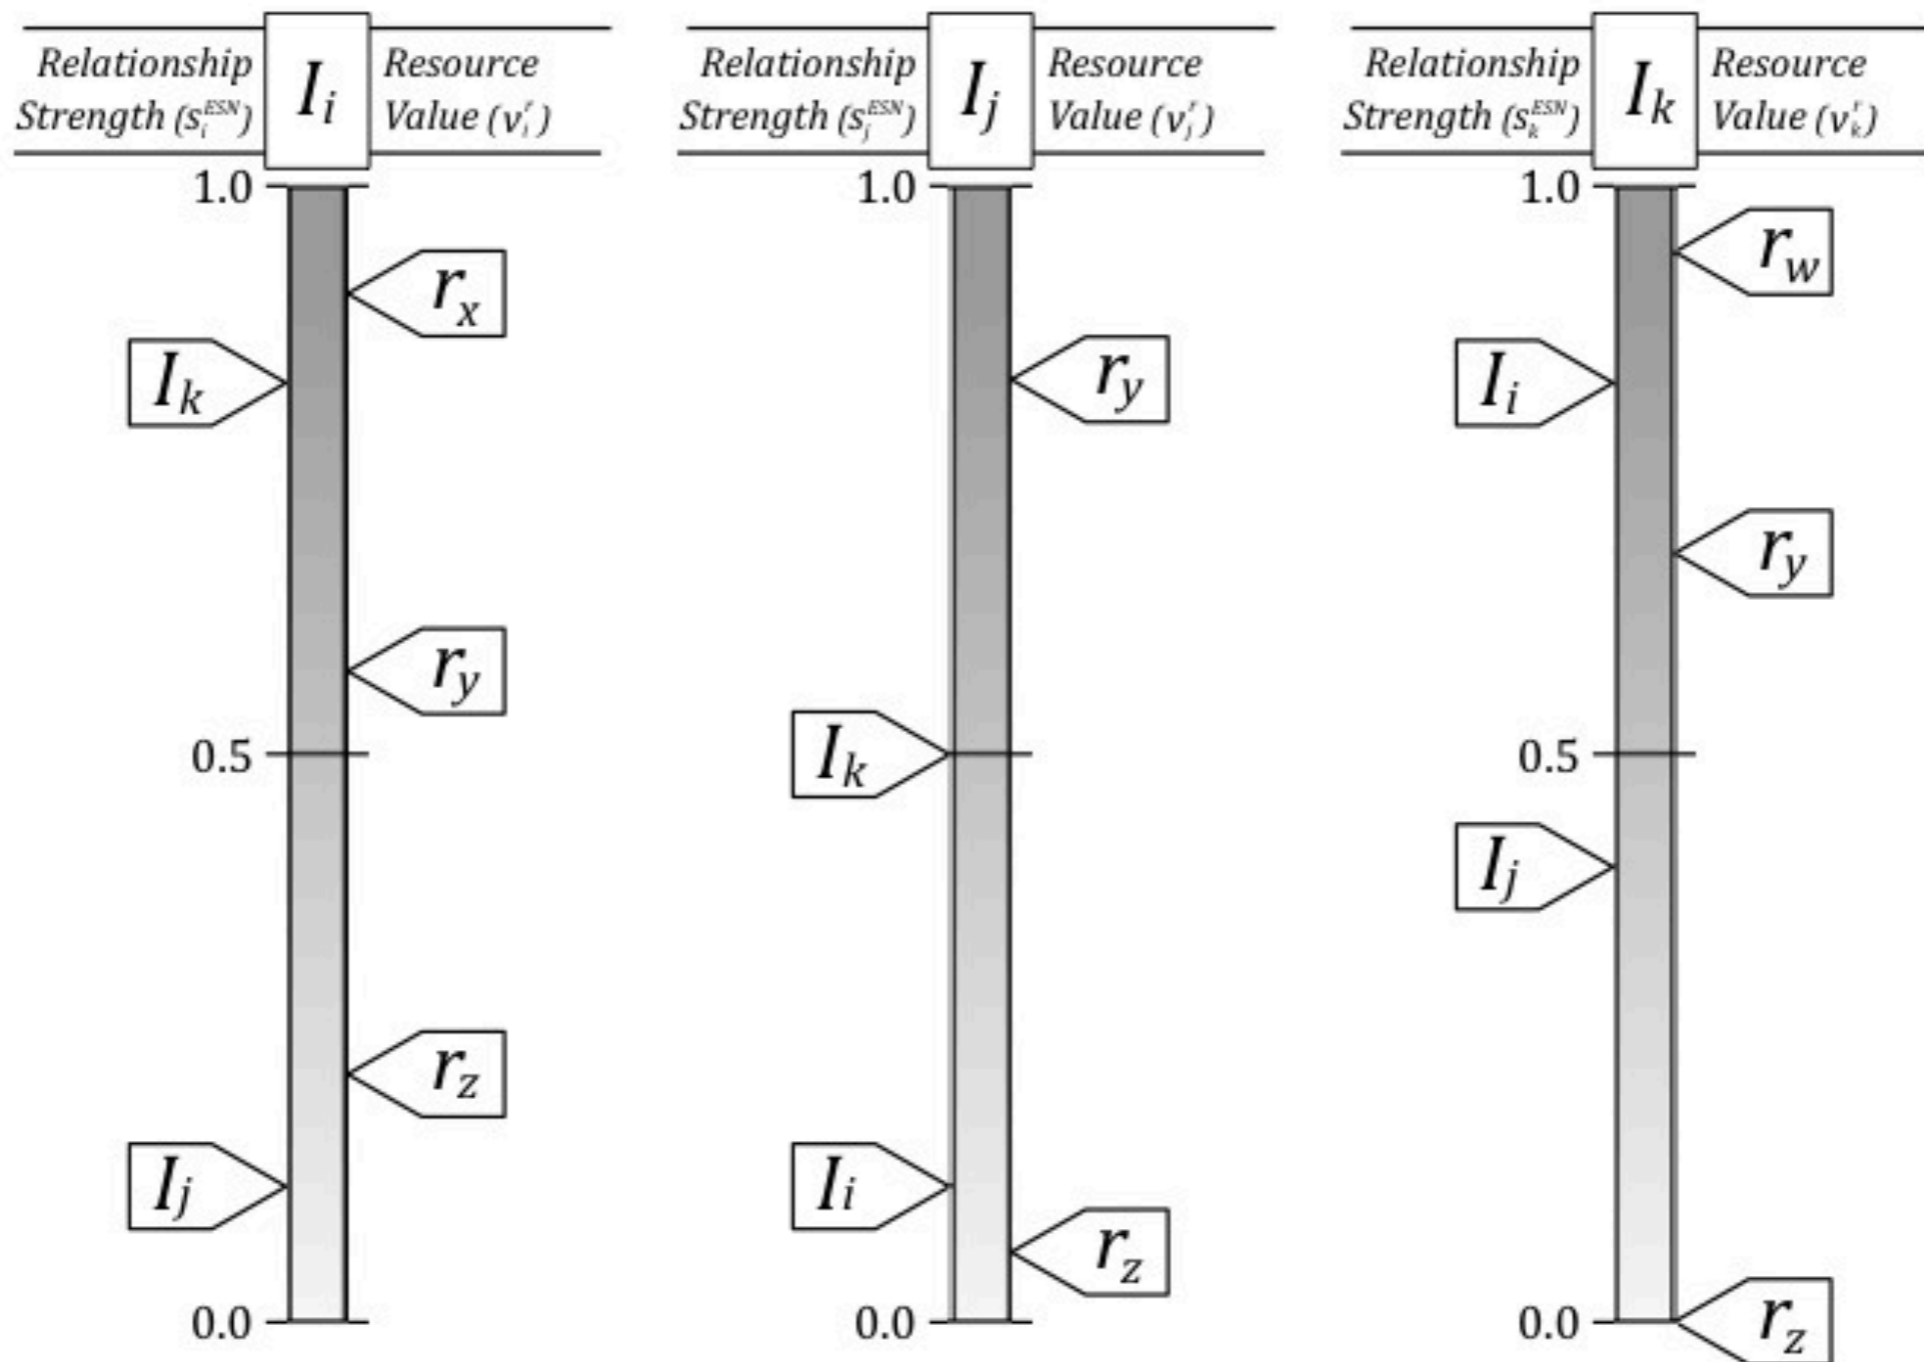 Relationship Strength (s_i^ESN)
I_i
Resource Value (v_i^r)
1.0
r_x
I_k
r_y
0.5
r_z
I_j
0.0
Relationship Strength (s_j^ESN)
I_j
Resource Value (v_j^r)
1.0
r_y
I_k
I_i
r_z
0.0
Relationship Strength (s_k^ESN)
I_k
Resource Value (v_k^r)
1.0
r_w
I_i
r_y
0.5
I_j
0.0
r_z